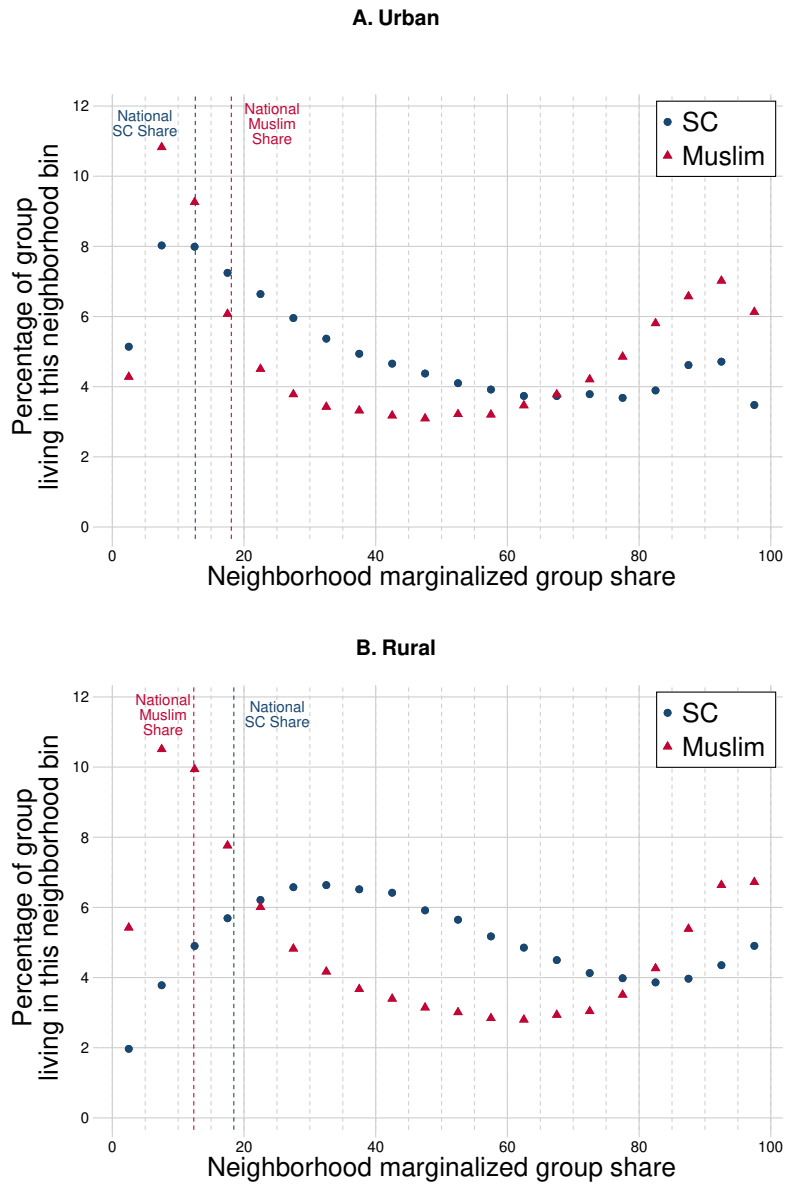 A. Urban
Percentage of group
living in this neighborhood bin
12
10
8
6
4
2
0
National
SC Share
National
Muslim
Share
SC
Muslim
0
20
40
60
80
100
Neighborhood marginalized group share
B. Rural
Percentage of group
living in this neighborhood bin
12
10
8
6
4
2
0
National
Muslim
Share
National
SC Share
SC
Muslim
0
20
40
60
80
100
Neighborhood marginalized group share